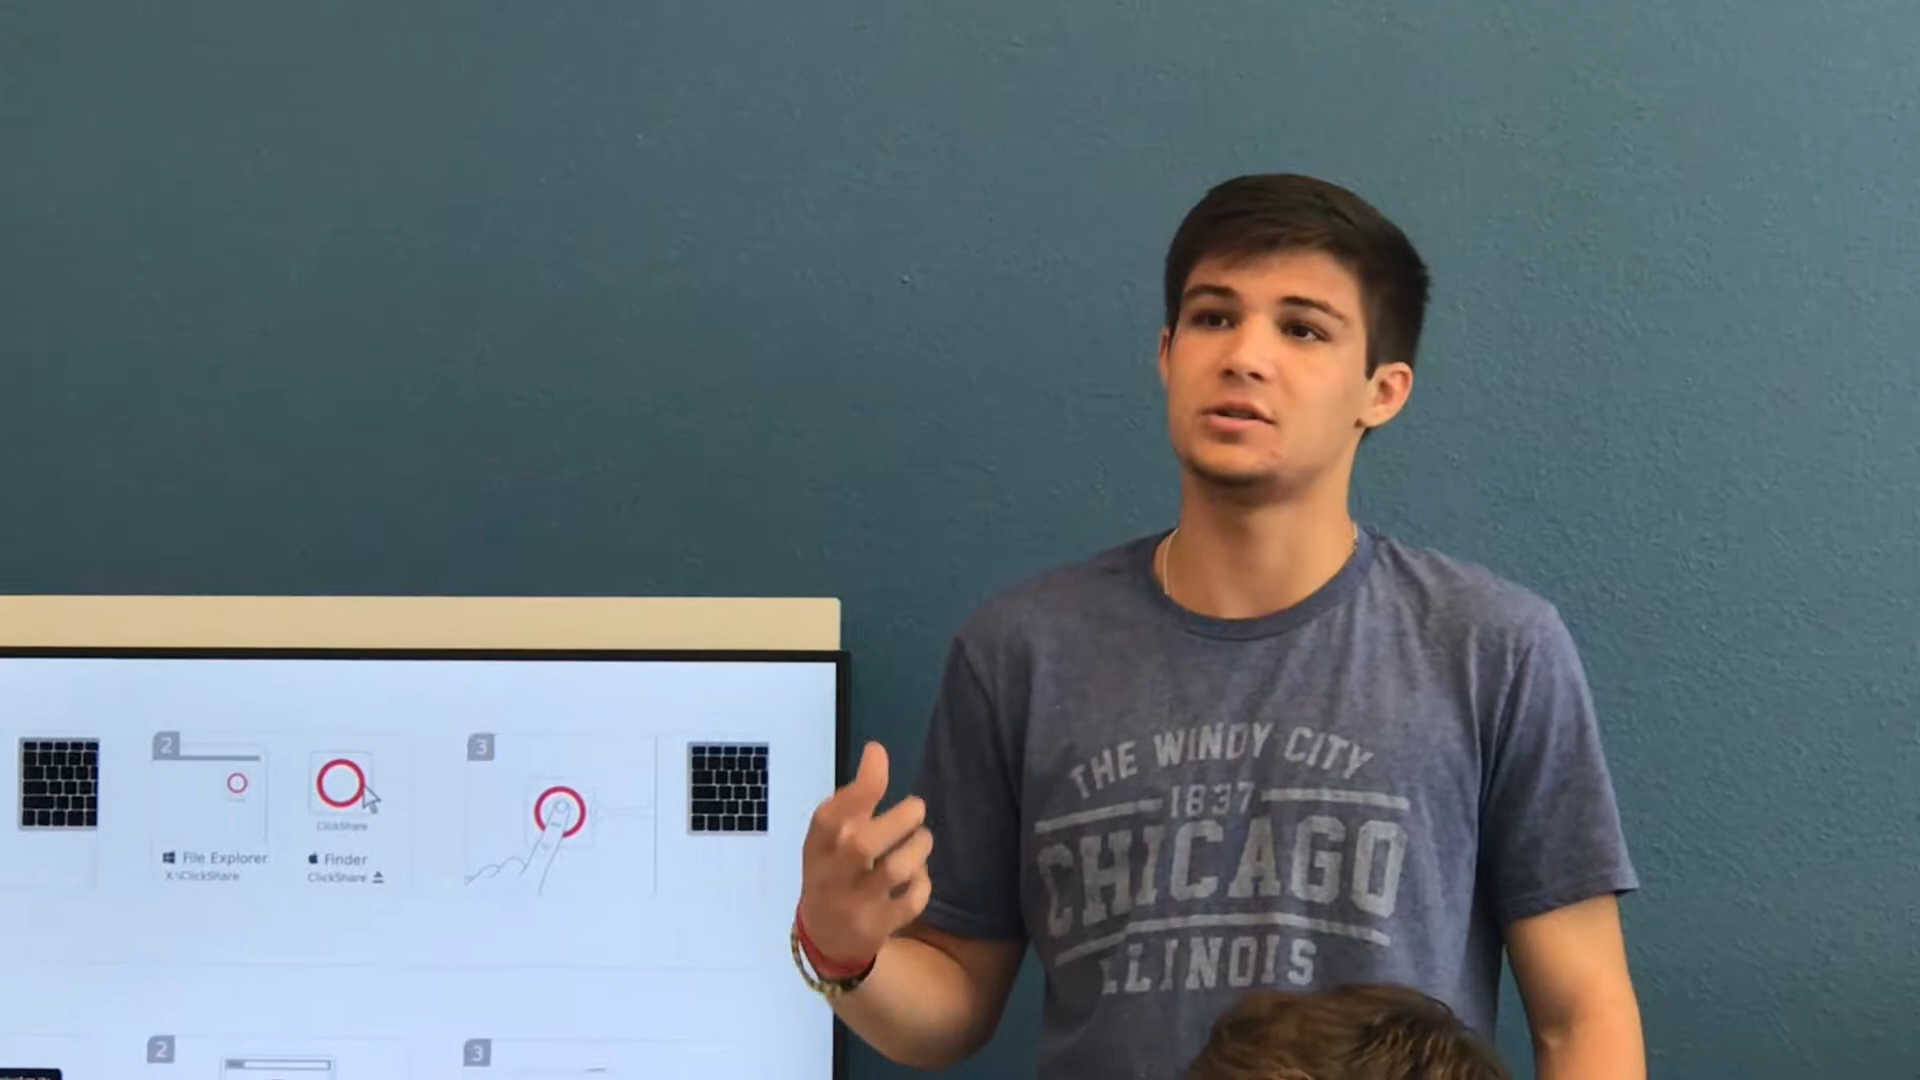 2
ClickShare
File Explorer
X:\ClickShare
Finder
ClickShare
3
2
3
THE WINDY CITY
1837
CHICAGO
ILLINOIS